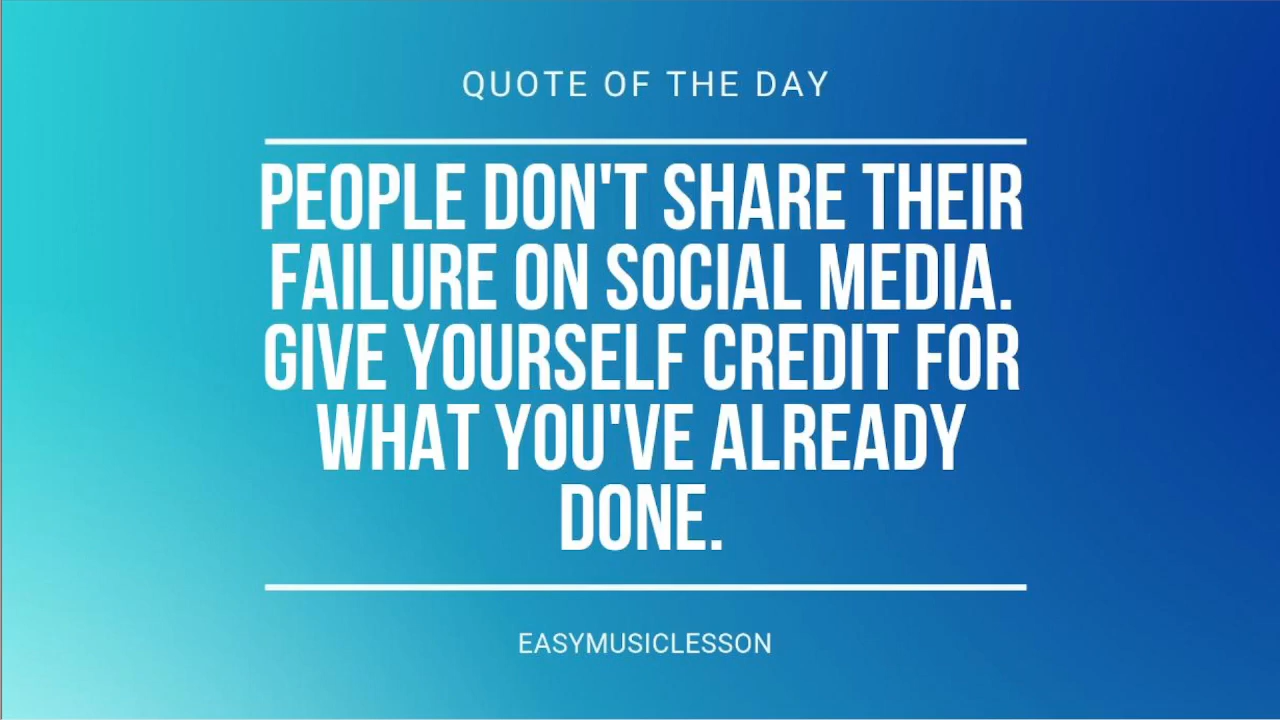 QUOTE OF THE DAY
PEOPLE DON'T SHARE THEIR
FAILURE ON SOCIAL MEDIA.
GIVE YOURSELF CREDIT FOR
WHAT YOU'VE ALREADY
DONE.
EASYMUSICLESSON